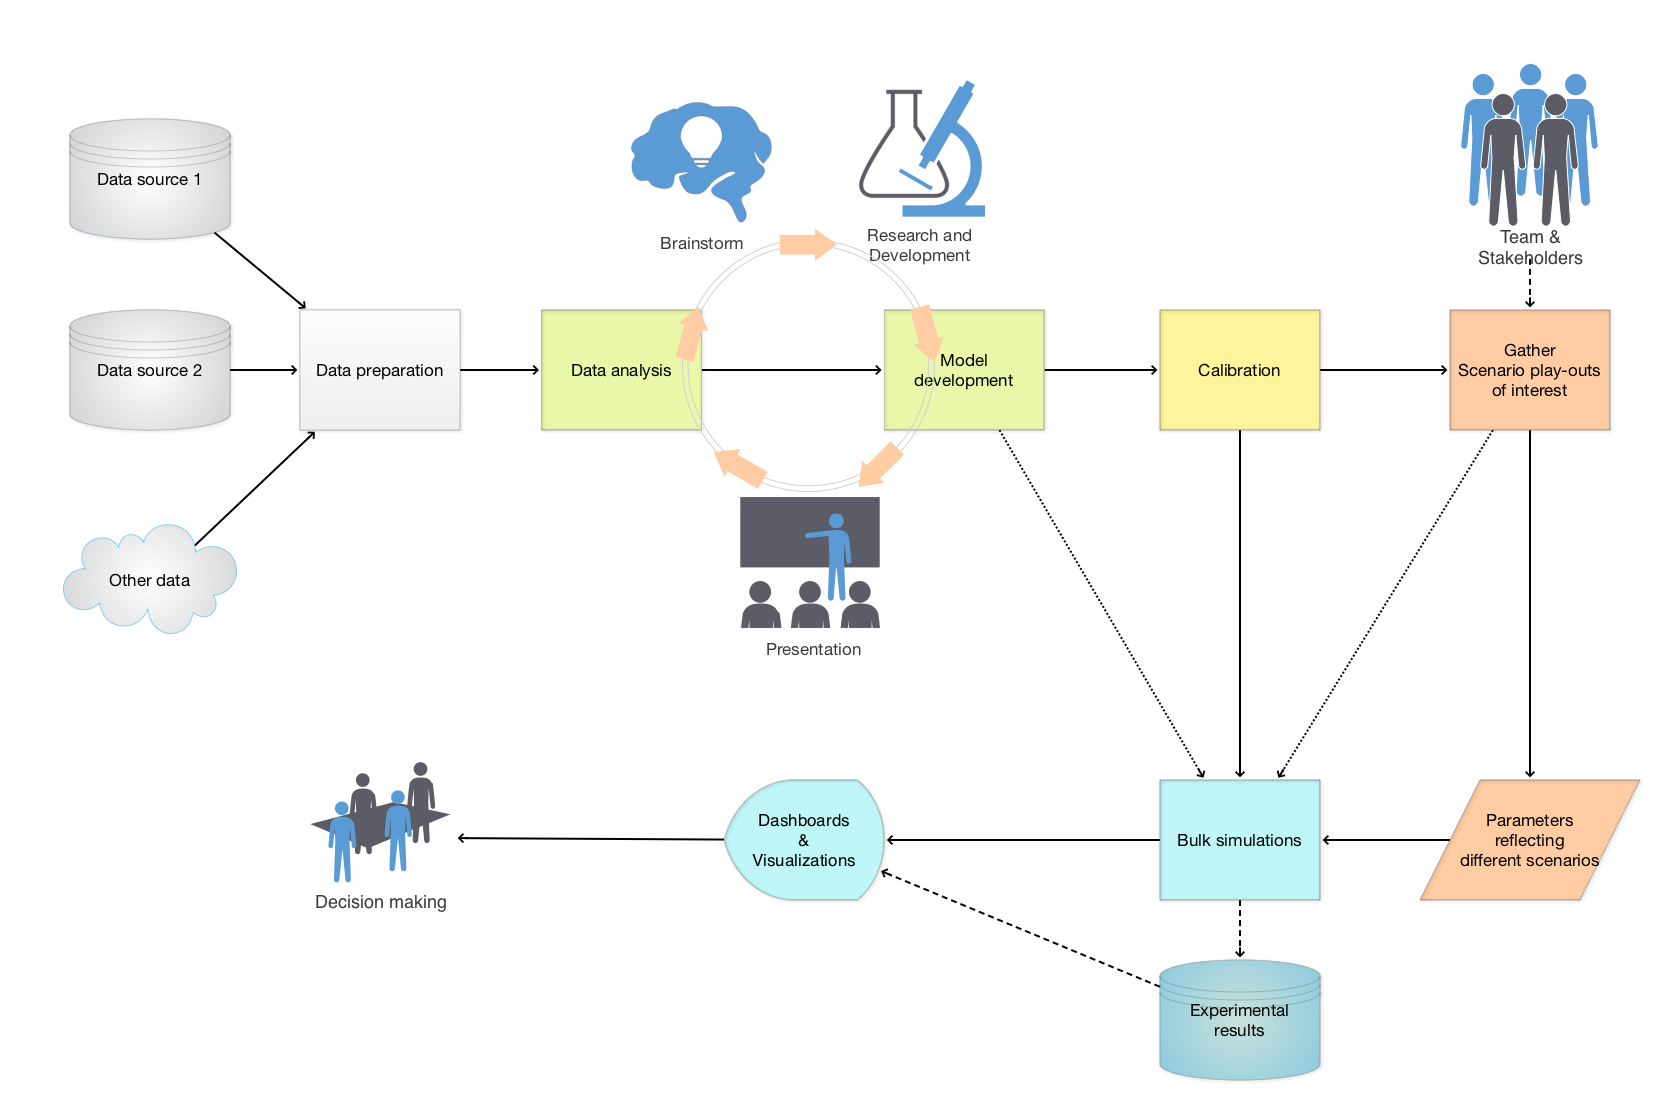 Data source 1
Brainstorm
Research and
Development
Team &
Stakeholders
Data source 2
Data preparation
Data analysis
Model
development
Calibration
Gather
Scenario play-outs
of interest
Other data
Presentation
Decision making
Dashboards
&
Visualizations
Bulk simulations
Parameters
reflecting
different scenarios
Experimental
results